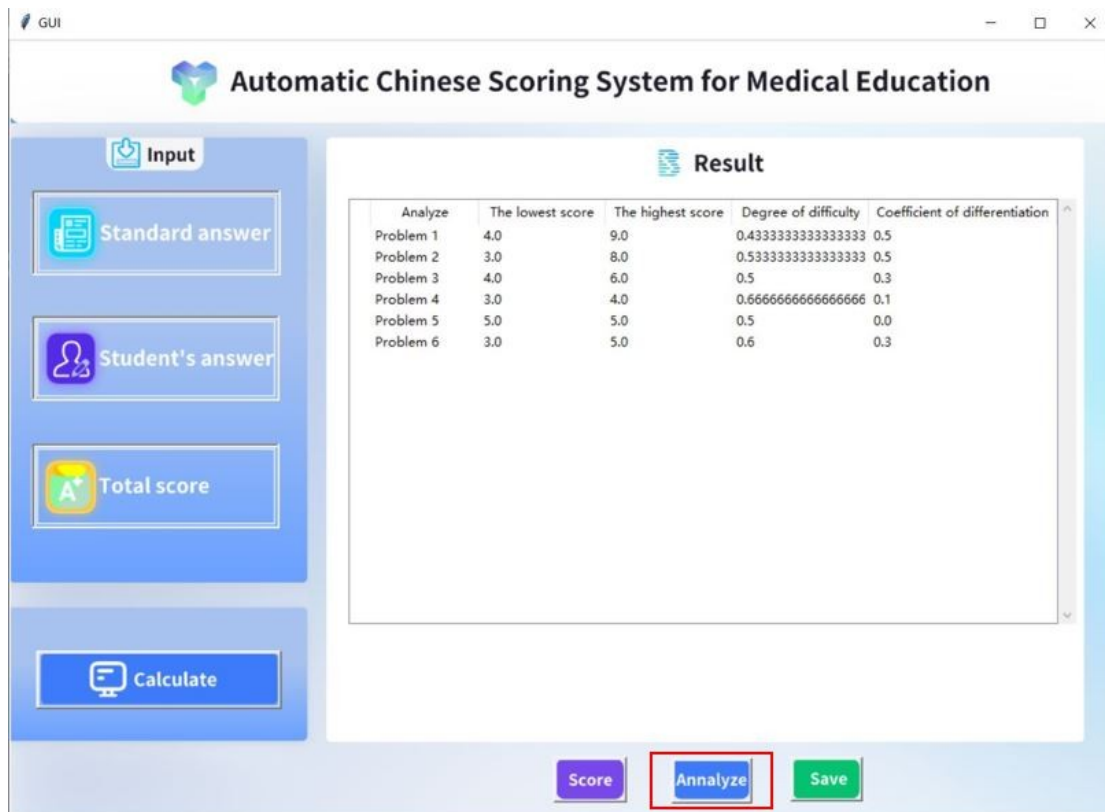 GUI
Automatic Chinese Scoring System for Medical Education
Input
Standard answer
Student's answer
A+ Total score
Calculate
Result
Analyze The lowest score The highest score Degree of difficulty Coefficient of differentiation
Problem 1 4.0 9.0 0.4333333333333333 0.5
Problem 2 3.0 8.0 0.5333333333333333 0.5
Problem 3 4.0 6.0 0.5 0.3
Problem 4 3.0 4.0 0.6666666666666666 0.1
Problem 5 5.0 5.0 0.5 0.0
Problem 6 3.0 5.0 0.6 0.3
Score Annalyze Save